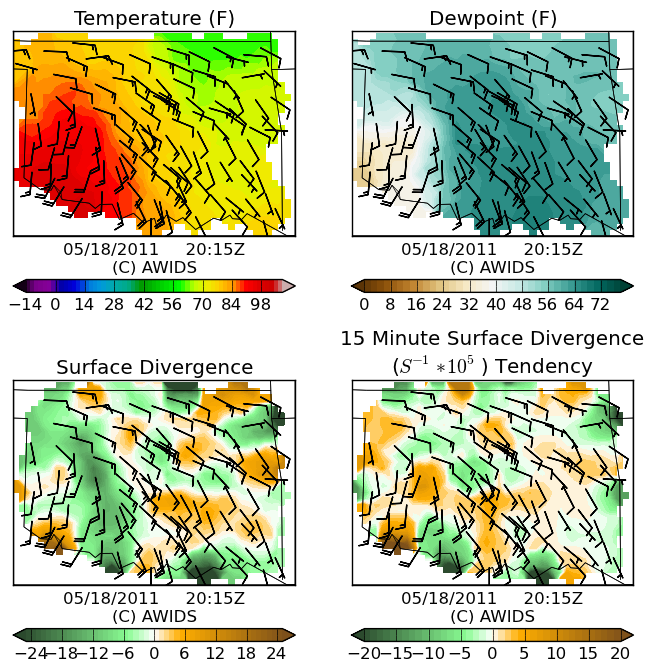 Temperature (F)
Dewpoint (F)
05/18/2011 20:15Z
(C) AWIDS
05/18/2011 20:15Z
(C) AWIDS
−14 0 14 28 42 56 70 84 98
0 8 16 24 32 40 48 56 64 72
Surface Divergence
15 Minute Surface Divergence
(S⁻¹ ∗10⁵ ) Tendency
05/18/2011 20:15Z
(C) AWIDS
05/18/2011 20:15Z
(C) AWIDS
−24 −18 −12 −6 0 6 12 18 24
−20 −15 −10 −5 0 5 10 15 20